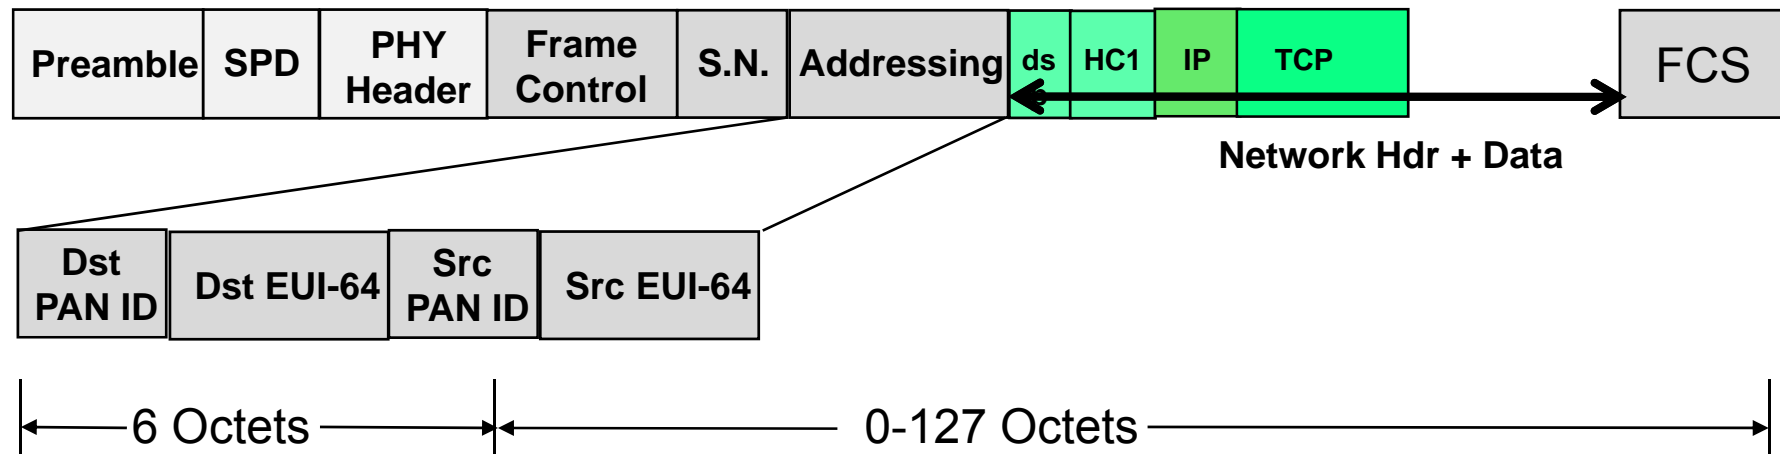 Preamble
SPD
PHY
Header
Frame
Control
S.N.
Addressing
ds
HC1
IP
TCP
FCS
Network Hdr + Data
Dst
PAN ID
Dst EUI-64
Src
PAN ID
Src EUI-64
6 Octets
0-127 Octets